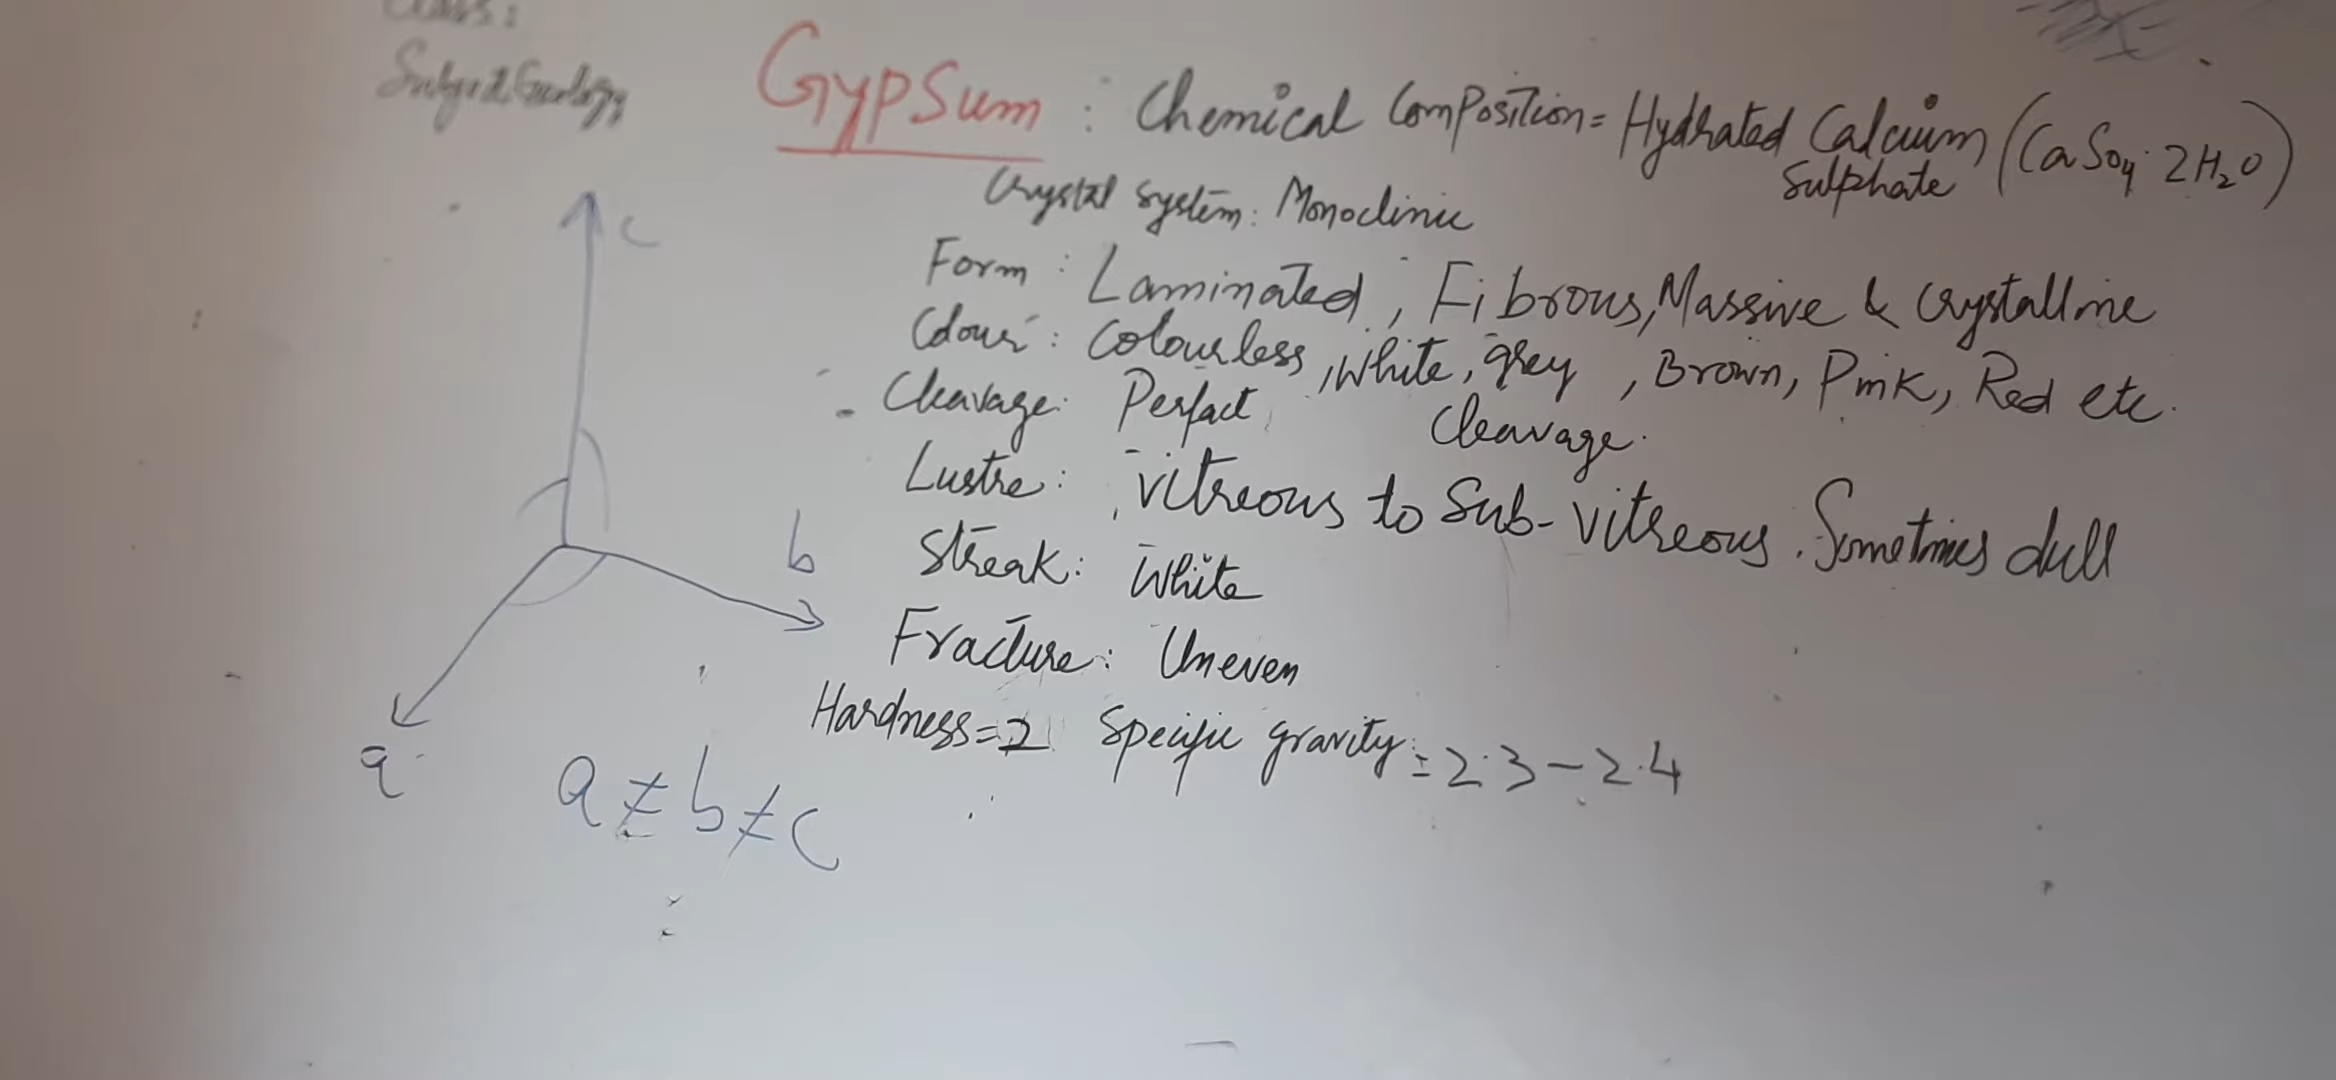 Class:
Subject Geology
GYPSum : Chemical Composition = Hydrated Calcium Sulphate (CaSo4. 2H2O)
Crystal system: Monoclinic
Form : Laminated, Fibrous, Massive & Crystalline
Colour : Colourless, White, grey, Brown, Pink, Red etc.
Cleavage: Perfect Cleavage.
Lustre : Vitreous to Sub-vitreous. Sometimes dull
Streak: White
Fracture: Uneven
Hardness=2 Specific gravity = 2.3-2.4
c
b
a
a ≠ b ≠ c